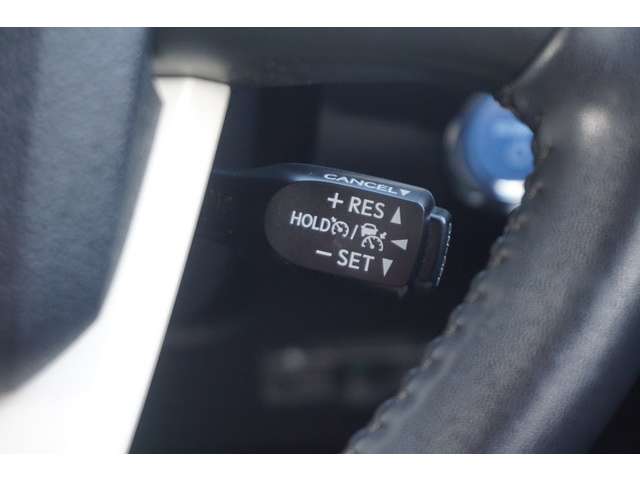 CANCEL▼
+ RES ▲
HOLD / ◀
− SET ▼